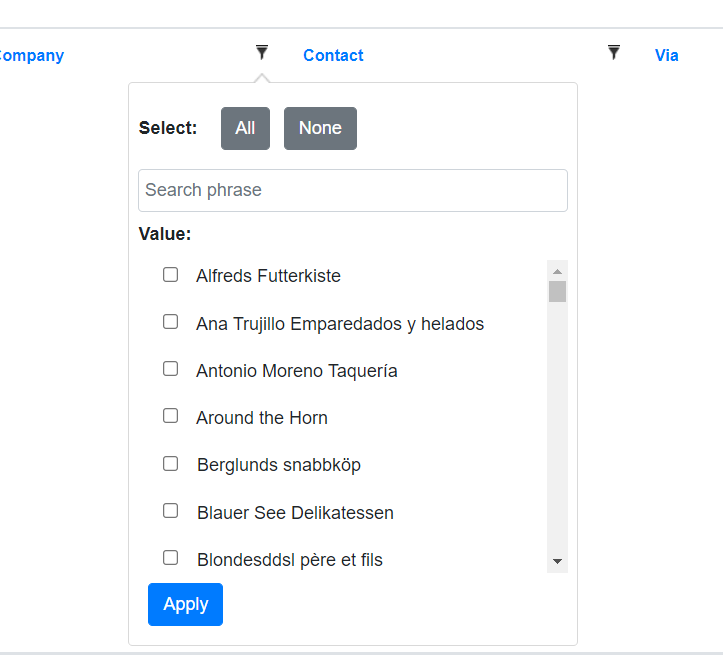 ompany Contact Via
Select: All None
Search phrase
Value:
Alfreds Futterkiste
Ana Trujillo Emparedados y helados
Antonio Moreno Taquería
Around the Horn
Berglunds snabbköp
Blauer See Delikatessen
Blondesddsl père et fils
Apply